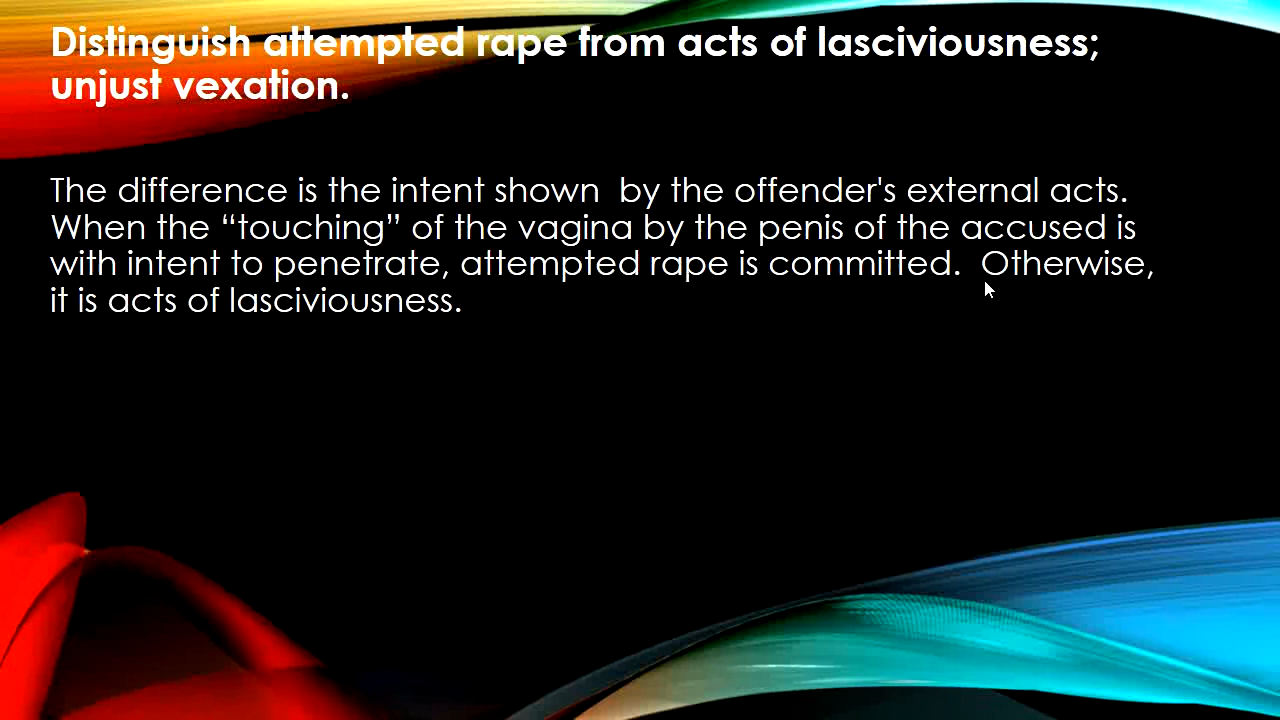 Distinguish attempted rape from acts of lasciviousness;
unjust vexation.
The difference is the intent shown  by the offender's external acts.
When the “touching” of the vagina by the penis of the accused is
with intent to penetrate, attempted rape is committed.  Otherwise,
it is acts of lasciviousness.